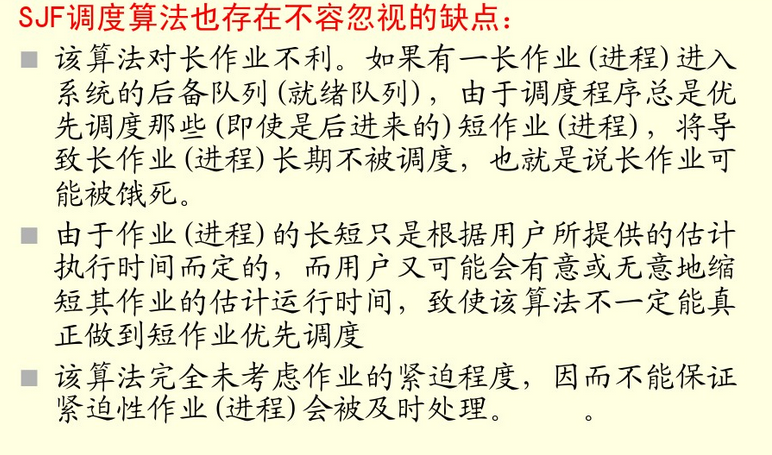 SJF调度算法也存在不容忽视的缺点：
该算法对长作业不利。如果有一长作业(进程)进入
系统的后备队列(就绪队列)，由于调度程序总是优
先调度那些(即使是后进来的)短作业(进程)，将导
致长作业(进程)长期不被调度，也就是说长作业可
能被饿死。
由于作业(进程)的长短只是根据用户所提供的估计
执行时间而定的，而用户又可能会有意或无意地缩
短其作业的估计运行时间，致使该算法不一定能真
正做到短作业优先调度
该算法完全未考虑作业的紧迫程度，因而不能保证
紧迫性作业(进程)会被及时处理。 。